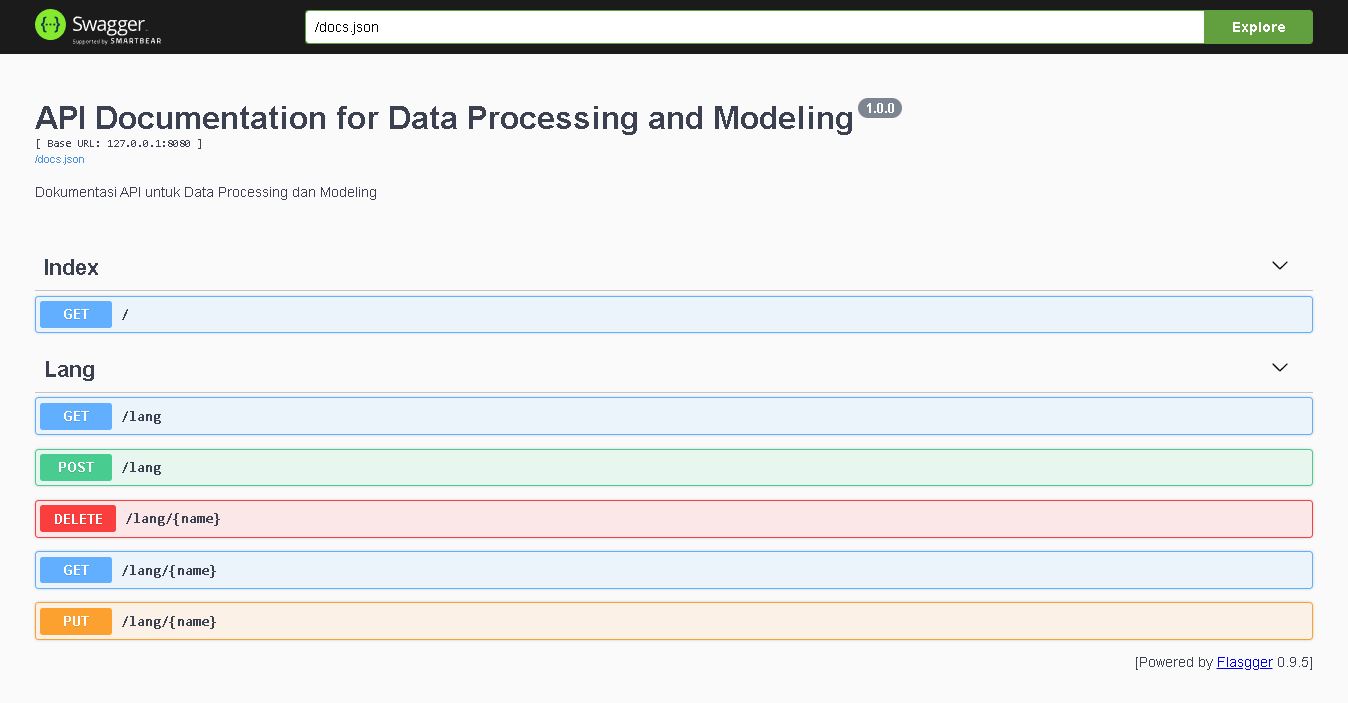 Swagger
Supported by SMARTBEAR
/docs.json
Explore
API Documentation for Data Processing and Modeling 1.0.0
[ Base URL: 127.0.0.1:8080 ]
/docs.json
Dokumentasi API untuk Data Processing dan Modeling
Index
GET /
Lang
GET /lang
POST /lang
DELETE /lang/{name}
GET /lang/{name}
PUT /lang/{name}
[Powered by Flasgger 0.9.5]